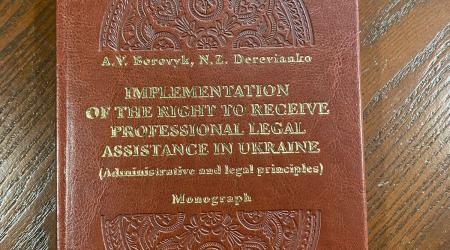 A.V. Borovyk, N.Z. Derevianko
IMPLEMENTATION
OF THE RIGHT TO RECEIVE
PROFESSIONAL LEGAL
ASSISTANCE IN UKRAINE
(Administrative and legal principles)
Monograph